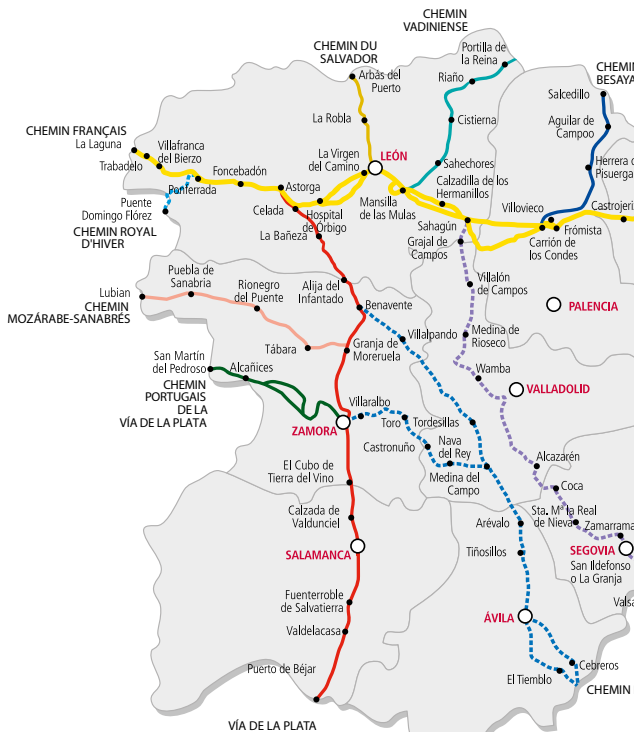 CHEMIN
VADINIENSE
Portilla de
la Reina
CHEMIN DU
SALVADOR
Arbás del
Puerto
Riaño
CHEMIN
BESAYA
Salcedillo
La Robla
Cistierna
Aguilar de
Campoo
CHEMIN FRANÇAIS
La Laguna
Villafranca
del Bierzo
Trabadelo
Foncebadón
La Virgen
del Camino
LEÓN
Sahechores
Calzadilla de los
Hermanillos
Herrera de
Pisuerga
Ponferrada
Astorga
Puente
Domingo Flórez
CHEMIN ROYAL
D'HIVER
Celada
Hospital
de Órbigo
Mansilla
de las Mulas
Villovieco
Castrojeriz
La Bañeza
Sahagún
Grajal de
Campos
Frómista
Carrión de
los Condes
Puebla de
Sanabria
Lubian
CHEMIN
MOZÁRABE-SANABRÉS
Rionegro
del Puente
Alija del
Infantado
Benavente
Villalón
de Campos
PALENCIA
Villalpando
Medina de
Rioseco
Tábara
Granja de
Moreruela
San Martín
del Pedroso
Alcañices
CHEMIN
PORTUGAIS
DE LA
VÍA DE LA PLATA
Wamba
VALLADOLID
ZAMORA
Villaralbo
Toro
Tordesillas
Castronuño
Nava
del Rey
Medina del
Campo
El Cubo de
Tierra del Vino
Alcazarén
Coca
Calzada de
Valdunciel
Sta. Mª la Real
de Nieva
Zamarrama
Arévalo
SALAMANCA
Tiñosillos
SEGOVIA
San Ildefonso
o La Granja
Valsa
Fuenterroble
de Salvatierra
Valdelacasa
ÁVILA
Puerto de Béjar
Cebreros
El Tiemblo
CHEMIN
VÍA DE LA PLATA